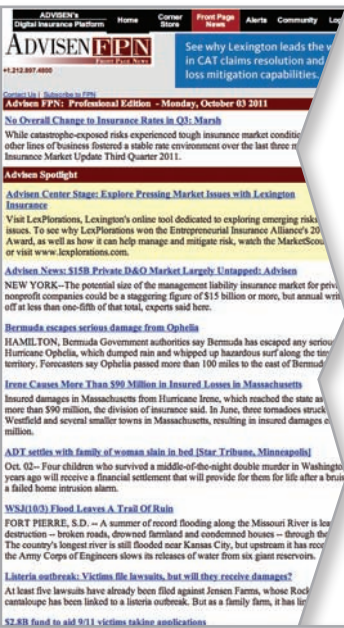 ADVISEN's
Digital Insurance Platform
Home
Corner
Store
Front Page
News
Alerts
Community
ADVISEN FPN
FRONT PAGE NEWS
+1.212.897.4800
See why Lexington leads the
in CAT claims resolution and
loss mitigation capabilities.
Contact Us | Subscribe to FPN
Advisen FPN: Professional Edition - Monday, October 03 2011
No Overall Change to Insurance Rates in Q3: Marsh
While catastrophe-exposed risks experienced tough insurance market
other lines of business fostered a stable rate environment over the last three
Insurance Market Update Third Quarter 2011.
Advisen Spotlight
Advisen Center Stage: Explore Pressing Market Issues with Lexington
Insurance
Visit LexPlorations, Lexington's online tool dedicated to exploring emerging risks
issues. To see why LexPlorations won the Entrepreneurial Insurance Alliance's 20
Award, as well as how it can help manage and mitigate risk, watch the
or visit www.lexplorations.com.
Advisen News: $15B Private D&O Market Largely Untapped: Advisen
NEW YORK--The potential size of the management liability insurance market for
nonprofit companies could be a staggering figure of $15 billion or more, but annual
off at less than one-fifth of that total, experts said here.
Bermuda escapes serious damage from Ophelia
HAMILTON, Bermuda Government authorities say Bermuda has escaped any
Hurricane Ophelia, which dumped rain and whipped up hazardous surf along the
territory. Forecasters say Ophelia passed more than 100 miles to the east of
Irene Causes More Than $90 Million in Insured Losses in Massachusetts
Insured damages in Massachusetts from Hurricane Irene, which reached the state as
more than $90 million, the division of insurance said. In June, three tornadoes struck
Westfield and several smaller towns in Massachusetts, resulting in insured damages
million.
ADT settles with family of woman slain in bed [Star Tribune, Minneapolis]
Oct. 02-- Four children who survived a middle-of-the-night double murder in
years ago will receive a financial settlement that will provide for them for life after a
a failed home intrusion alarm.
WSJ(10/3) Flood Leaves A Trail Of Ruin
FORT PIERRE, S.D. -- A summer of record flooding along the Missouri River is
destruction -- broken roads, drowned farmland and condemned houses -- through
The country's longest river is still flooded near Kansas City, but upstream it has
the Army Corps of Engineers slows its releases of water from six giant reservoirs.
Listeria outbreak: Victims file lawsuits, but will they receive damages?
At least five lawsuits have already been filed against Jensen Farms, whose
cantaloupe has been linked to a listeria outbreak. But as a family farm, it has
$2.8B fund to aid 9/11 victims taking applications